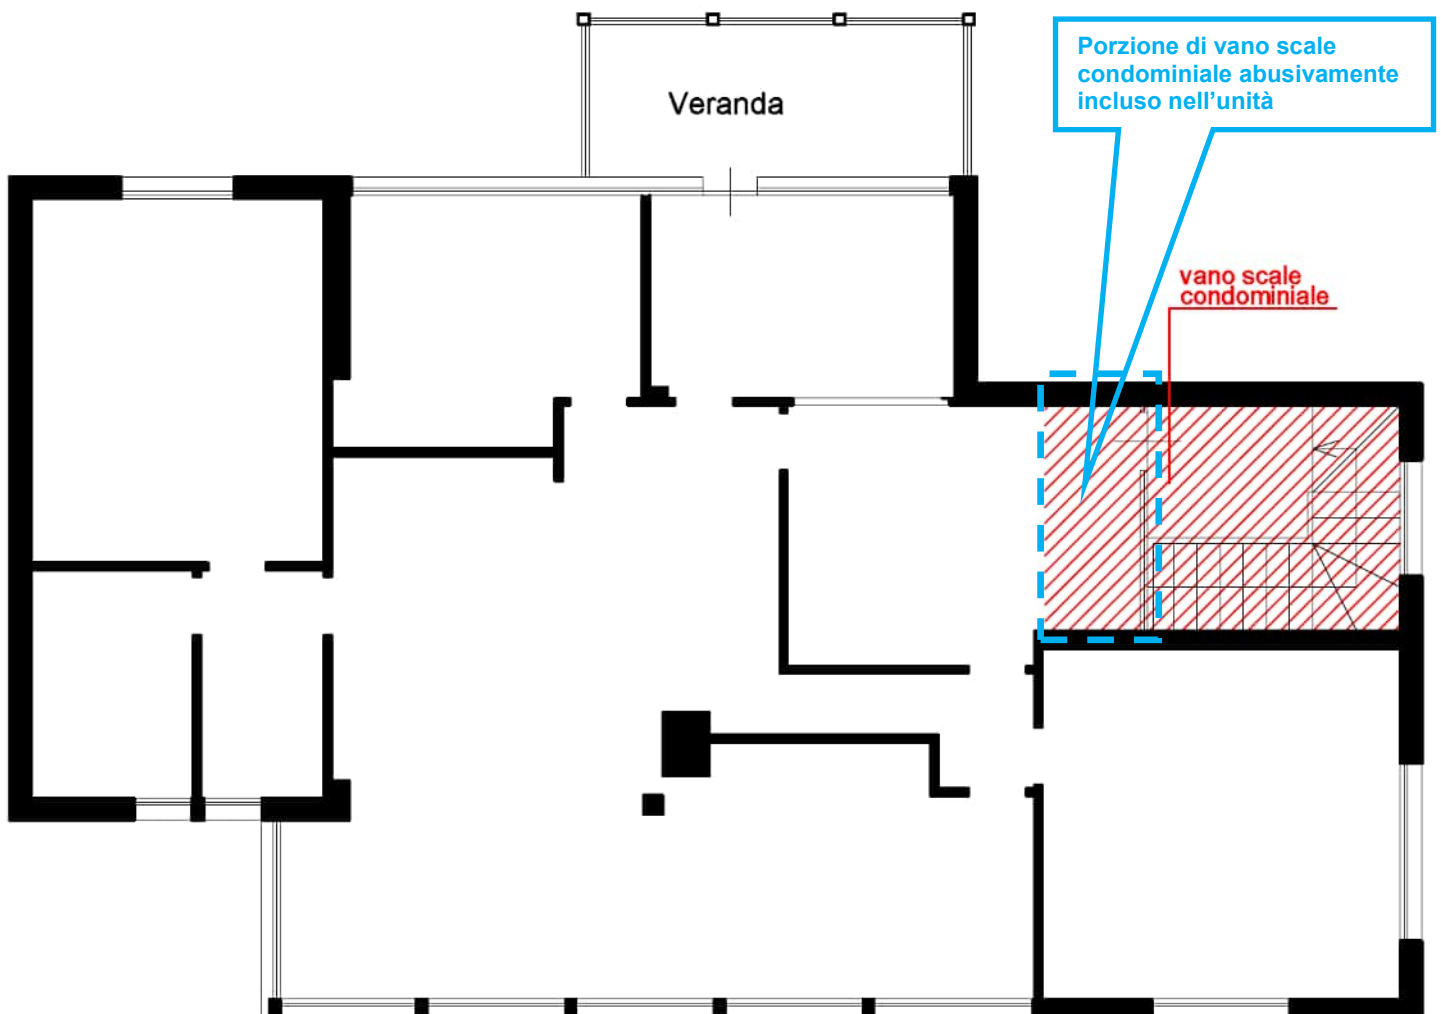 Porzione di vano scale
condominiale abusivamente
incluso nell’unità
Veranda
vano scale
condominiale